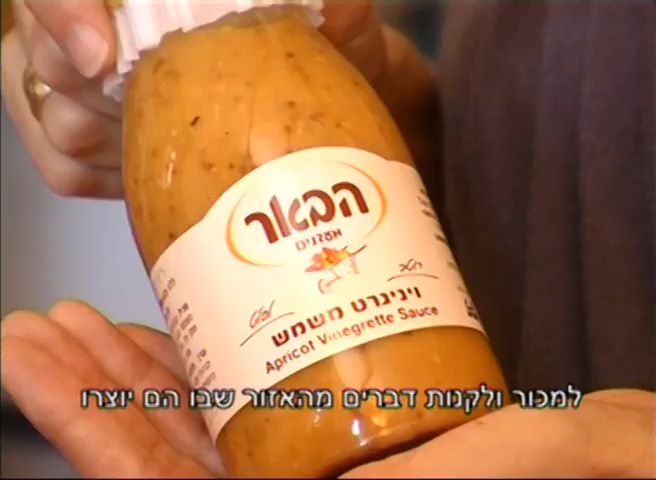 הבאר
מעדנים
ויניגרט משמש
Apricot Vinegrette Sauce
למכור ולקנות דברים מהאזור שבו הם יוצרו